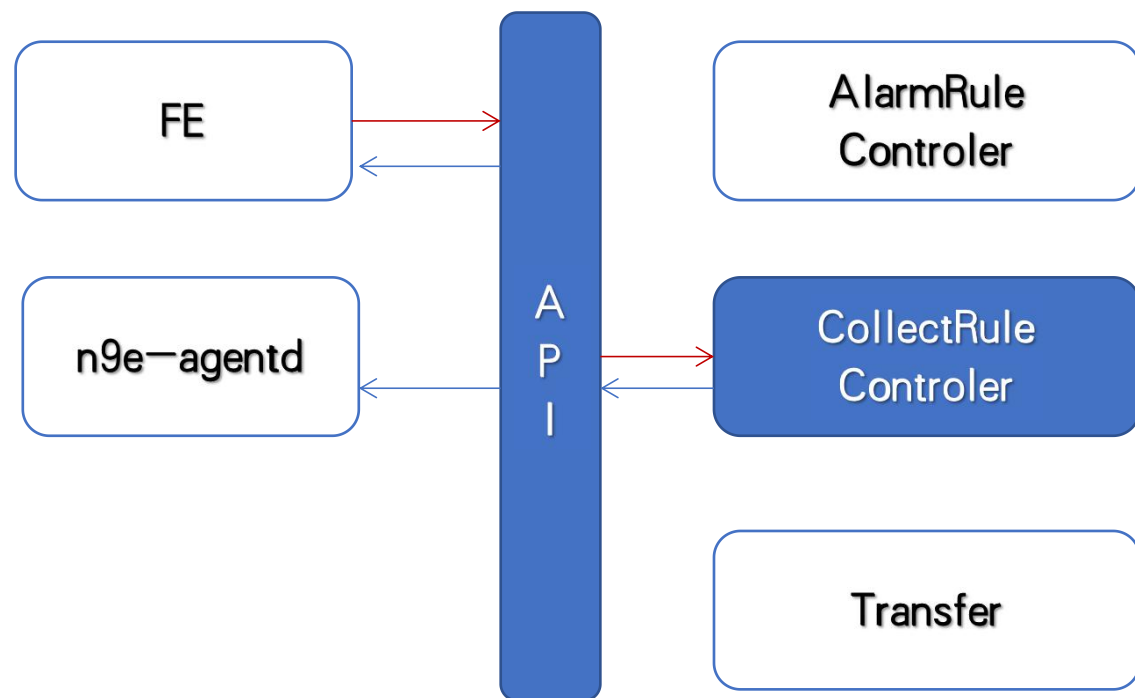 FE
AlarmRule
Controler
n9e-agentd
A
P
I
CollectRule
Controler
Transfer